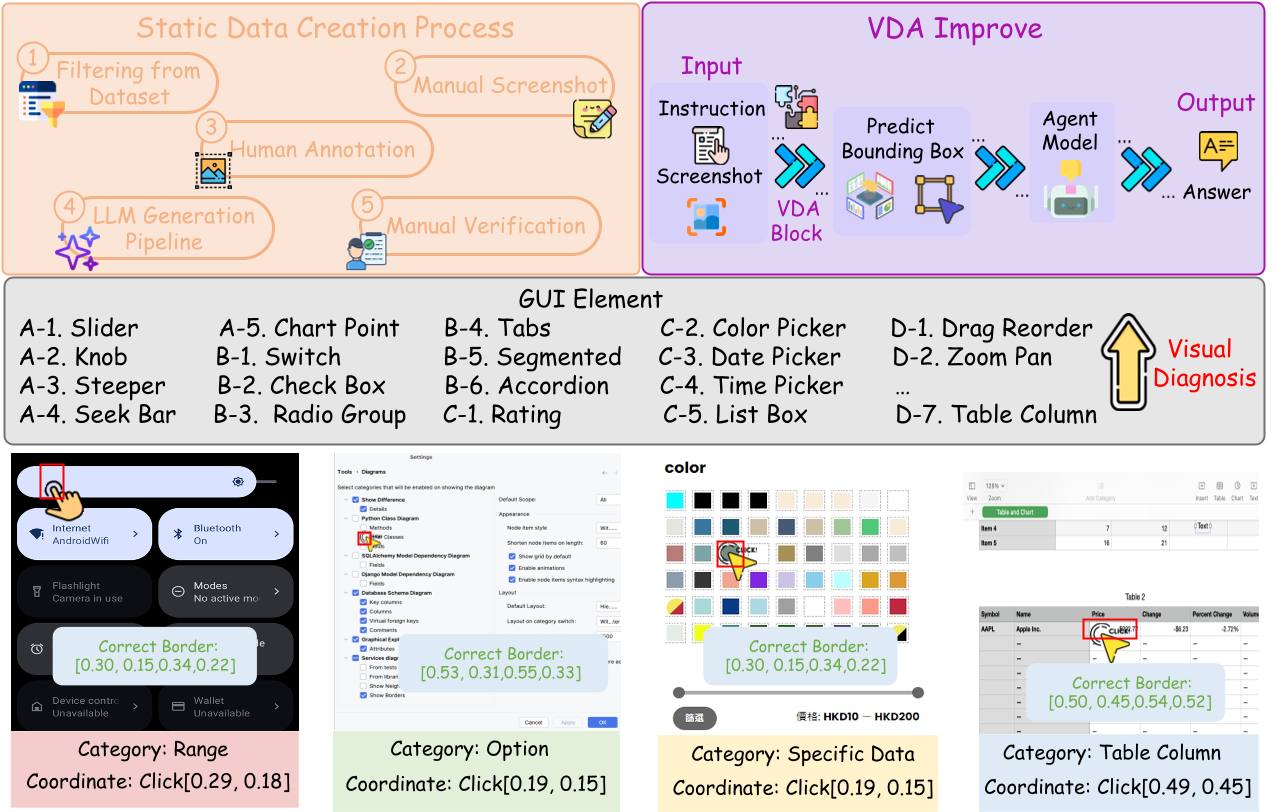 Static Data Creation Process
1
Filtering from
Dataset
2
Manual Screenshot
3
Human Annotation
4
LLM Generation
Pipeline
5
Manual Verification
VDA Improve
Input
Instruction
Screenshot
...
VDA
Block
...
Predict
Bounding Box
...
...
Agent
Model
...
...
Output
A
Answer
GUI Element
A-1. Slider
A-2. Knob
A-3. Steeper
A-4. Seek Bar
A-5. Chart Point
B-1. Switch
B-2. Check Box
B-3. Radio Group
B-4. Tabs
B-5. Segmented
B-6. Accordion
C-1. Rating
C-2. Color Picker
C-3. Date Picker
C-4. Time Picker
C-5. List Box
D-1. Drag Reorder
D-2. Zoom Pan
...
D-7. Table Column
Visual
Diagnosis
Internet
AndroidWifi
Bluetooth
On
Flashlight
Camera in use
Modes
No active mo
Device contr
Unavailable
Wallet
Unavailable
Correct Border:
[0.30, 0.15,0.34,0.22]
Category: Range
Coordinate: Click[0.29, 0.18]
Settings
Tools › Diagrams
Select categories that will be enabled on showing the diagram
Show Difference
Details
Python Class Diagram
Methods
Classes
SQLAlchemy Model Dependency Diagram
Fields
Django Model Dependency Diagram
Fields
Database Schema Diagram
Key columns
Columns
Virtual foreign keys
Comments
Graphical Expl
Attributes
Services diagra
From tests
From librari
Show Neigh
Show Borders
Default Scope:
All
Appearance
Node item style
Wit......
Shorten node items on length:
60
Show grid by default
Enable animations
Enable node items syntax highlighting
Layout
Default Layout:
Hie...
Layout on category switch:
Wit...ter
Cancel
Apply
OK
Correct Border:
[0.53, 0.31,0.55,0.33]
Category: Option
Coordinate: Click[0.19, 0.15]
color
CLICK!
Correct Border:
[0.30, 0.15,0.34,0.22]
篩選
價格: HKD10 — HKD200
Category: Specific Data
Coordinate: Click[0.19, 0.15]
125%
View
Zoom
Add Category
Insert
Table
Chart
Text
Table and Chart
Item 4
7
12
Text
Item 5
16
21
Table 2
Symbol
Name
Price
Change
Percent Change
Volum
AAPL
Apple Inc.
CLICK!
-$6.23
-2.72%
Correct Border:
[0.50, 0.45,0.54,0.52]
Category: Table Column
Coordinate: Click[0.49, 0.45]